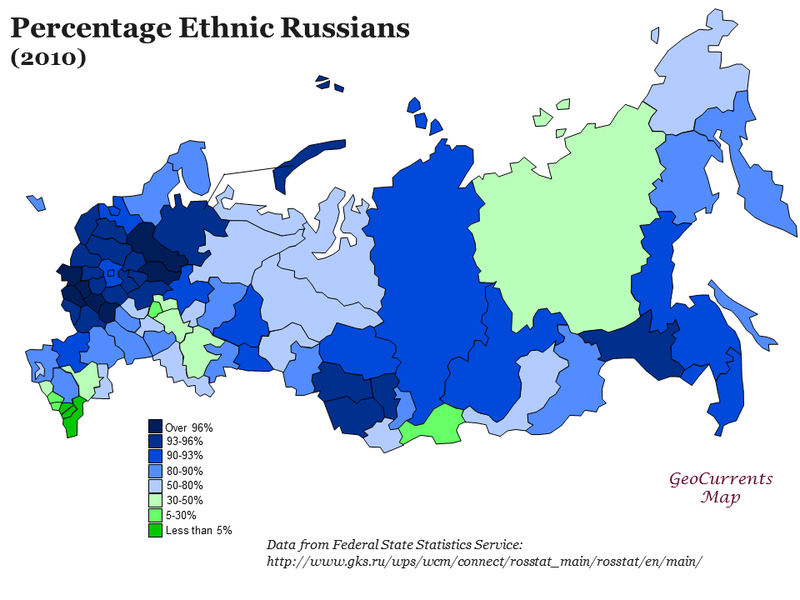 Percentage Ethnic Russians
(2010)
Over 96%
93-96%
90-93%
80-90%
50-80%
30-50%
5-30%
Less than 5%
GeoCurrents
Map
Data from Federal State Statistics Service:
http://www.gks.ru/wps/wcm/connect/rosstat_main/rosstat/en/main/